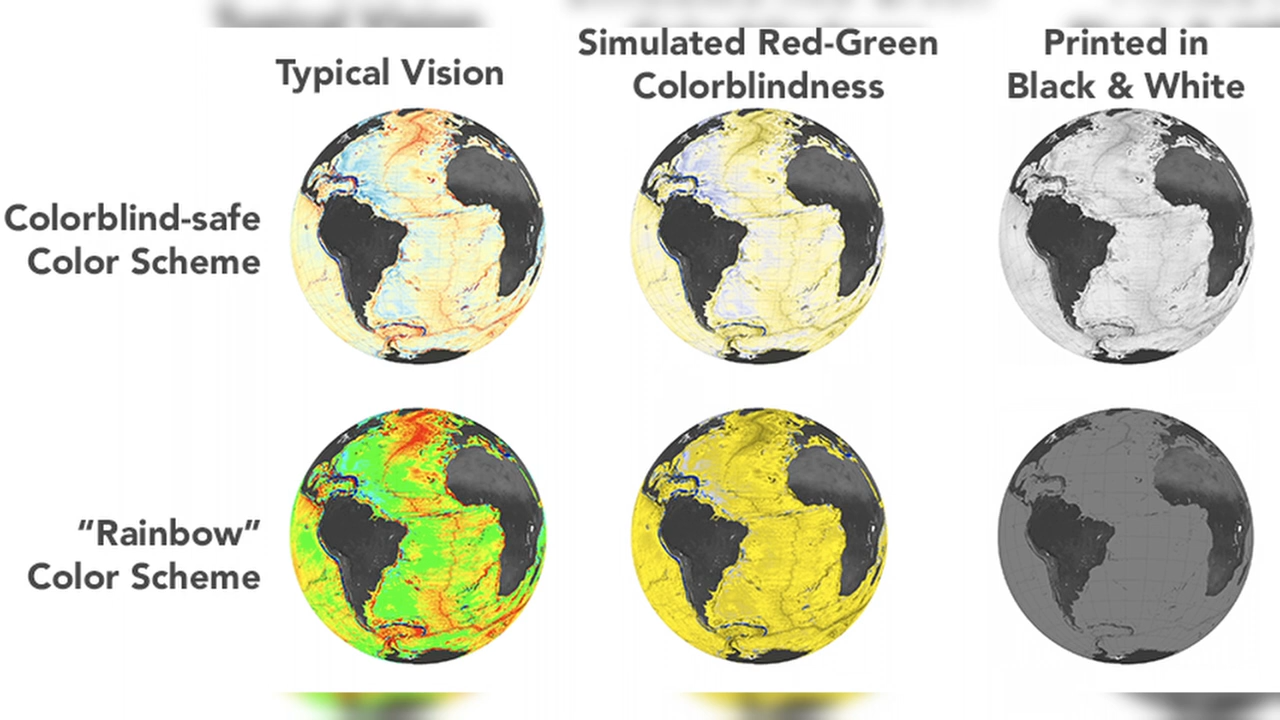 Typical Vision
Simulated Red-Green
Colorblindness
Printed in
Black & White
Colorblind-safe
Color Scheme
“Rainbow”
Color Scheme